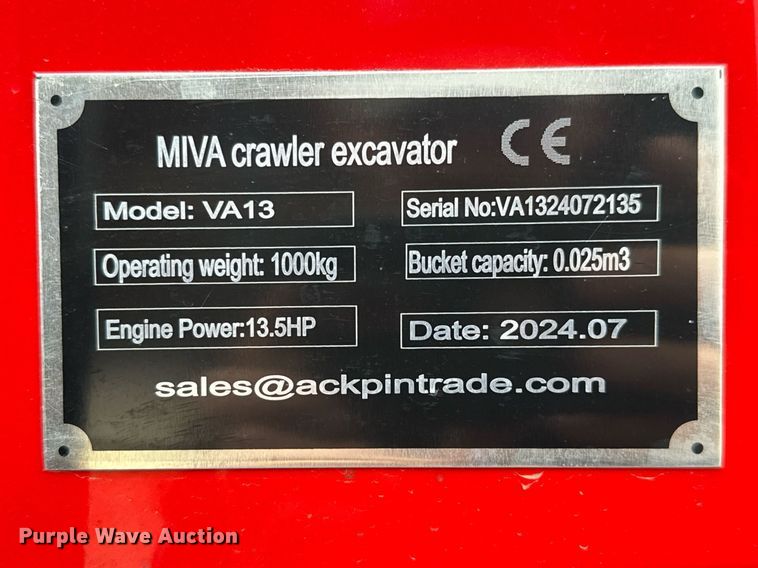 MIVA crawler excavator CE
Model: VA13
Serial No:VA1324072135
Operating weight: 1000kg
Bucket capacity: 0.025m3
Engine Power:13.5HP
Date: 2024.07
sales@ackpintrade.com
Purple Wave Auction